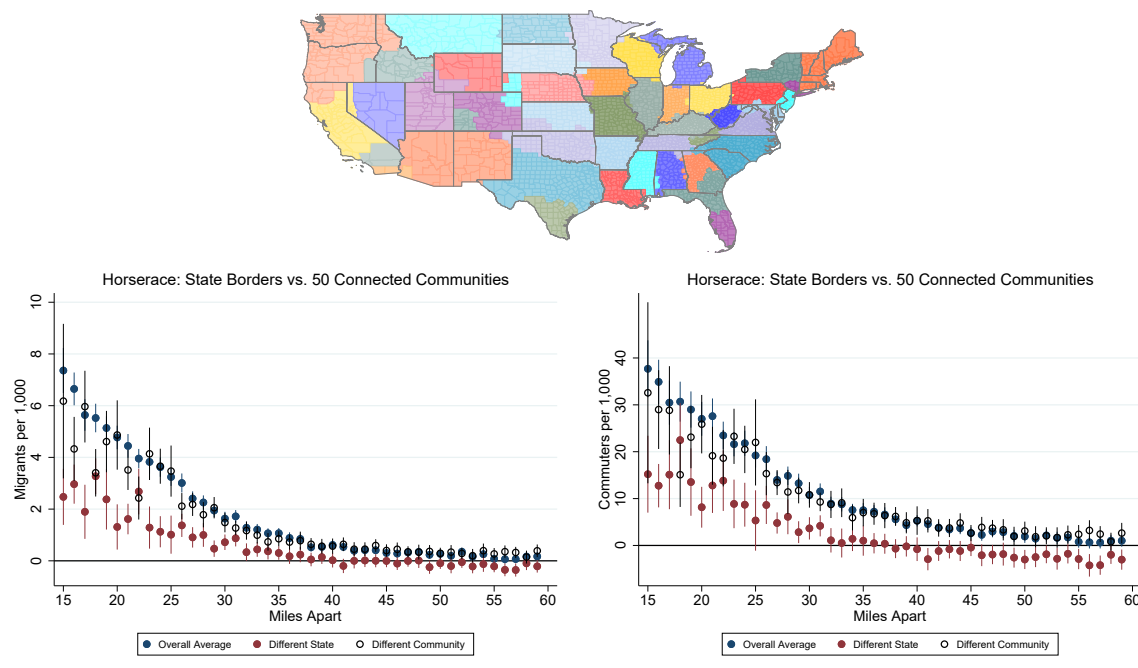 Horserace: State Borders vs. 50 Connected Communities
Migrants per 1,000
10
8
6
4
2
0
15 20 25 30 35 40 45 50 55 60
Miles Apart
Overall Average Different State Different Community
Horserace: State Borders vs. 50 Connected Communities
Commuters per 1,000
40
30
20
10
0
15 20 25 30 35 40 45 50 55 60
Miles Apart
Overall Average Different State Different Community